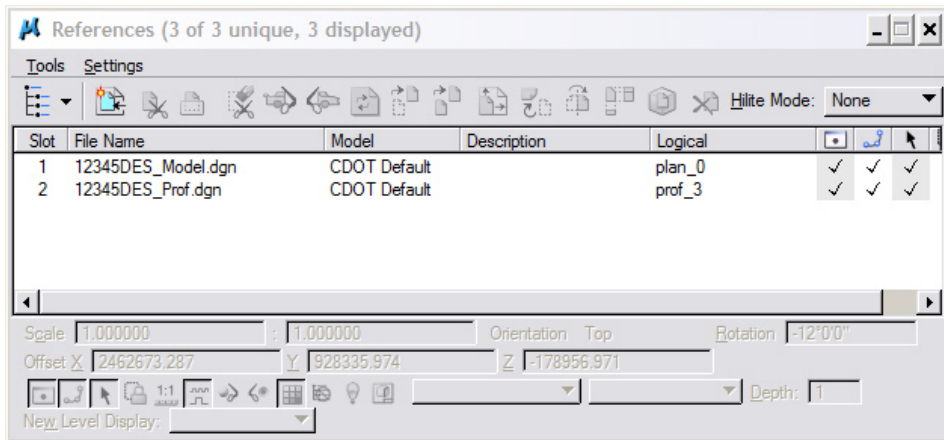 References (3 of 3 unique, 3 displayed)
Tools Settings
Hilite Mode: None
Slot File Name Model Description Logical
1 12345DES_Model.dgn CDOT Default plan_0
2 12345DES_Prof.dgn CDOT Default prof_3
Scale 1.000000 : 1.000000 Orientation Top Rotation -12°0'0"
Offset X 2462673.287 Y 928335.974 Z -178956.971
1:1 Depth: 1
New Level Display: